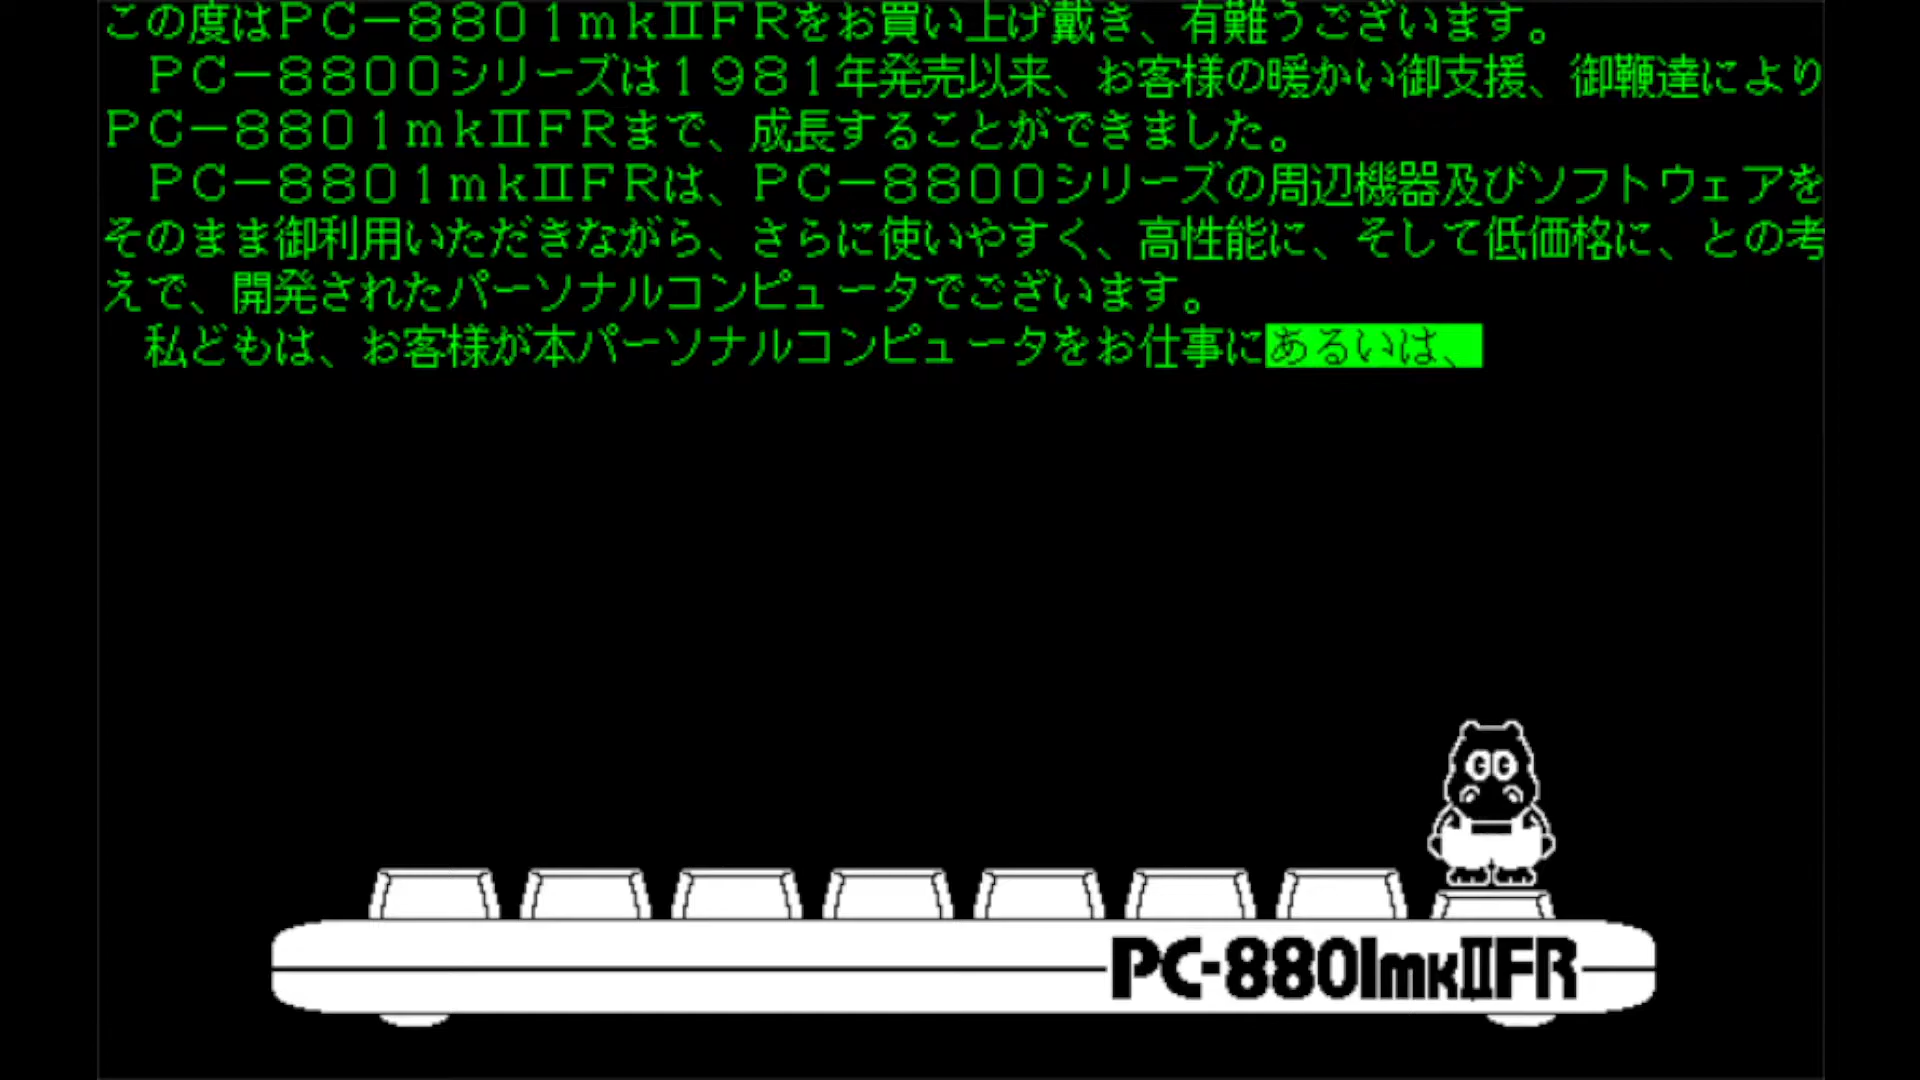 この度はＰＣ－８８０１ｍｋⅡＦＲをお買い上げ戴き、有難うございます。
　ＰＣ－８８００シリーズは１９８１年発売以来、お客様の暖かい御支援、御鞭達により
ＰＣ－８８０１ｍｋⅡＦＲまで、成長することができました。
　ＰＣ－８８０１ｍｋⅡＦＲは、ＰＣ－８８００シリーズの周辺機器及びソフトウェアを
そのまま御利用いただきながら、さらに使いやすく、高性能に、そして低価格に、との考
えで、開発されたパーソナルコンピュータでございます。
　私どもは、お客様が本パーソナルコンピュータをお仕事にあるいは、
PC-8801mkⅡFR